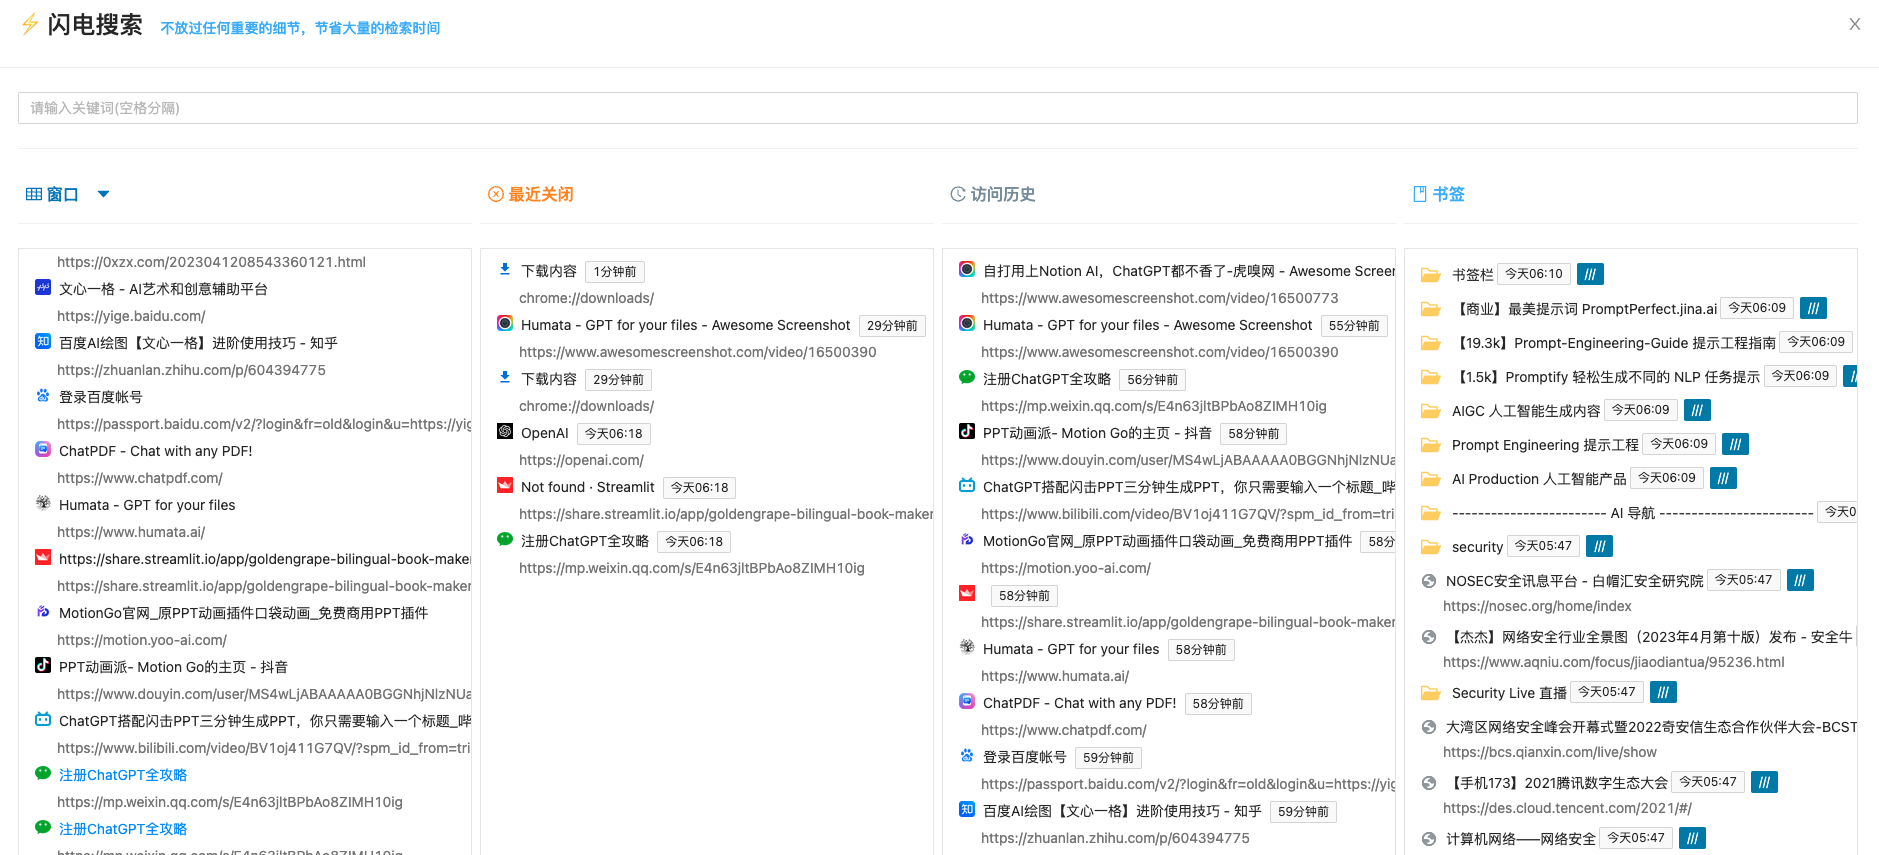 闪电搜索 不放过任何重要的细节，节省大量的检索时间
请输入关键词(空格分隔)
窗口
https://0xzx.com/2023041208543360121.html
文心一格 - AI艺术和创意辅助平台
https://yige.baidu.com/
百度AI绘图【文心一格】进阶使用技巧 - 知乎
https://zhuanlan.zhihu.com/p/604394775
登录百度帐号
https://passport.baidu.com/v2/?login&fr=old&login&u=https://yig
ChatPDF - Chat with any PDF!
https://www.chatpdf.com/
Humata - GPT for your files
https://www.humata.ai/
https://share.streamlit.io/app/goldengrape-bilingual-book-maker
https://share.streamlit.io/app/goldengrape-bilingual-book-maker
MotionGo官网_原PPT动画插件口袋动画_免费商用PPT插件
https://motion.yoo-ai.com/
PPT动画派- Motion Go的主页 - 抖音
https://www.douyin.com/user/MS4wLjABAAAAA0BGGNhjNlzNUa
ChatGPT搭配闪击PPT三分钟生成PPT，你只需要输入一个标题_哔
https://www.bilibili.com/video/BV1oj411G7QV/?spm_id_from=tri
注册ChatGPT全攻略
https://mp.weixin.qq.com/s/E4n63jltBPbAo8ZIMH10ig
注册ChatGPT全攻略
https://mp.weixin.qq.com/s/E4n63jltBPbAo8ZIMH10ig
最近关闭
下载内容 1分钟前
chrome://downloads/
Humata - GPT for your files - Awesome Screenshot 29分钟前
https://www.awesomescreenshot.com/video/16500390
下载内容 29分钟前
chrome://downloads/
OpenAI 今天06:18
https://openai.com/
Not found · Streamlit 今天06:18
https://share.streamlit.io/app/goldengrape-bilingual-book-maker
注册ChatGPT全攻略 今天06:18
https://mp.weixin.qq.com/s/E4n63jltBPbAo8ZIMH10ig
访问历史
自打用上Notion AI，ChatGPT都不香了-虎嗅网 - Awesome Screer
https://www.awesomescreenshot.com/video/16500773
Humata - GPT for your files - Awesome Screenshot 55分钟前
https://www.awesomescreenshot.com/video/16500390
注册ChatGPT全攻略 56分钟前
https://mp.weixin.qq.com/s/E4n63jltBPbAo8ZIMH10ig
PPT动画派- Motion Go的主页 - 抖音 58分钟前
https://www.douyin.com/user/MS4wLjABAAAAA0BGGNhjNlzNUa
ChatGPT搭配闪击PPT三分钟生成PPT，你只需要输入一个标题_哔
https://www.bilibili.com/video/BV1oj411G7QV/?spm_id_from=tri
MotionGo官网_原PPT动画插件口袋动画_免费商用PPT插件 58分
https://motion.yoo-ai.com/
58分钟前
https://share.streamlit.io/app/goldengrape-bilingual-book-maker
Humata - GPT for your files 58分钟前
https://www.humata.ai/
ChatPDF - Chat with any PDF! 58分钟前
https://www.chatpdf.com/
登录百度帐号 59分钟前
https://passport.baidu.com/v2/?login&fr=old&login&u=https://yig
百度AI绘图【文心一格】进阶使用技巧 - 知乎 59分钟前
https://zhuanlan.zhihu.com/p/604394775
书签
书签栏 今天06:10
【商业】最美提示词 PromptPerfect.jina.ai 今天06:09
【19.3k】Prompt-Engineering-Guide 提示工程指南 今天06:09
【1.5k】Promptify 轻松生成不同的 NLP 任务提示 今天06:09
AIGC 人工智能生成内容 今天06:09
Prompt Engineering 提示工程 今天06:09
AI Production 人工智能产品 今天06:09
------------------------ AI 导航 ------------------------ 今天0
security 今天05:47
NOSEC安全讯息平台 - 白帽汇安全研究院 今天05:47
https://nosec.org/home/index
【杰杰】网络安全行业全景图（2023年4月第十版）发布 - 安全牛
https://www.aqniu.com/focus/jiaodiantua/95236.html
Security Live 直播 今天05:47
大湾区网络安全峰会开幕式暨2022奇安信生态合作伙伴大会-BCST
https://bcs.qianxin.com/live/show
【手机173】2021腾讯数字生态大会 今天05:47
https://des.cloud.tencent.com/2021/#/
计算机网络——网络安全 今天05:47